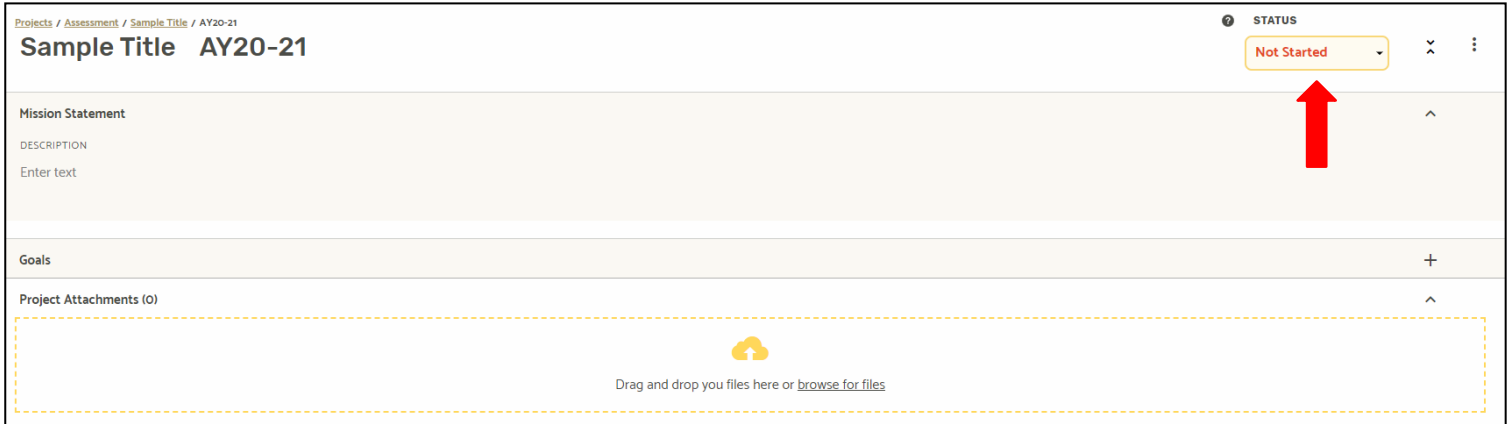 Projects / Assessment / Sample Title / AY20-21
STATUS
Sample Title AY20-21
Not Started
Mission Statement
DESCRIPTION
Enter text
Goals
Project Attachments (0)
Drag and drop you files here or browse for files